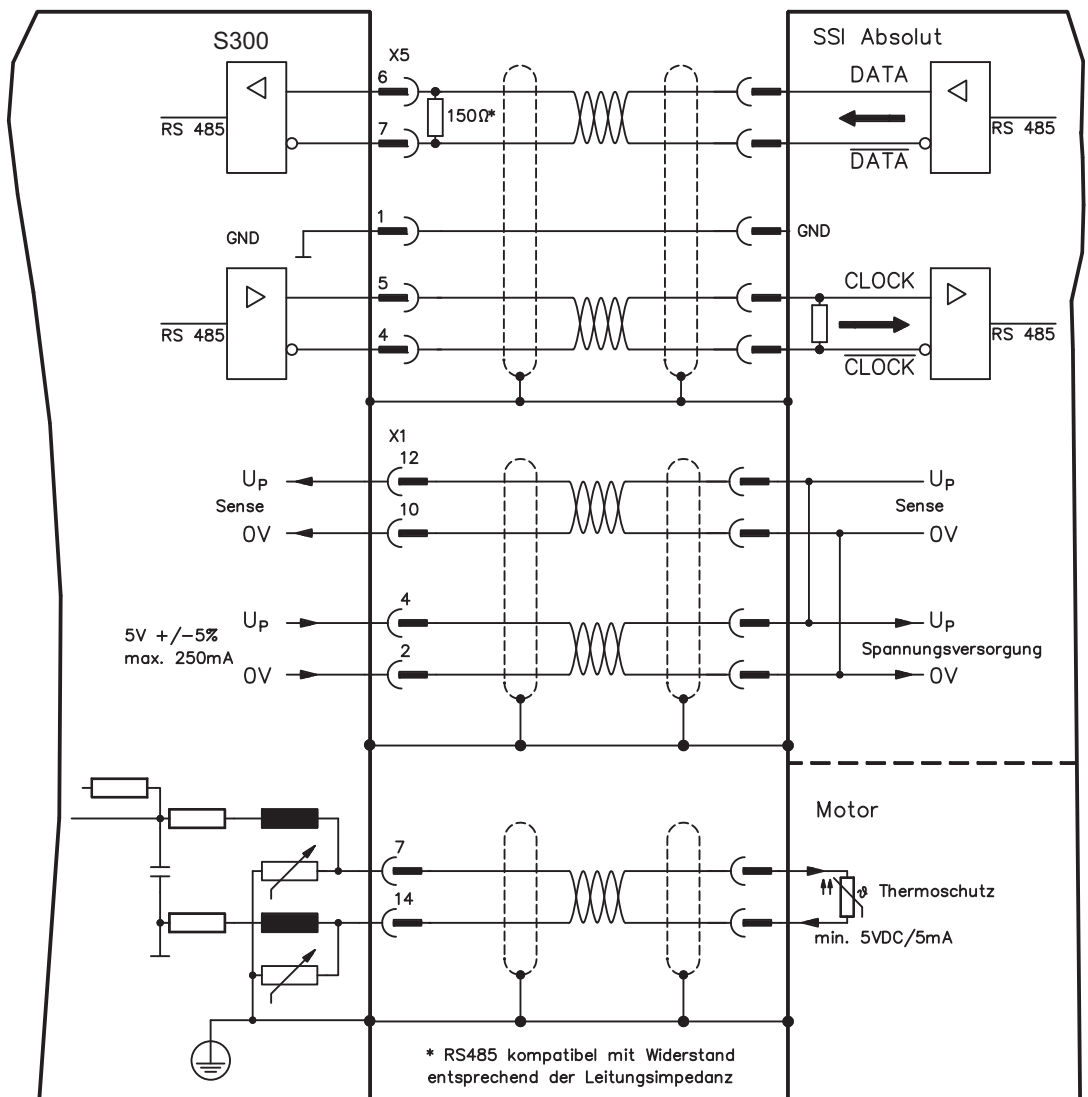 S300
SSI Absolut
X5
6
DATA
150Ω*
RS 485
7
RS 485
DATA
1
GND
GND
5
CLOCK
RS 485
4
RS 485
CLOCK
X1
12
UP
UP
Sense
10
Sense
0V
0V
4
UP
UP
5V +/-5%
max. 250mA
2
Spannungsversorgung
0V
0V
Motor
7
14
ϑ
Thermoschutz
min. 5VDC/5mA
* RS485 kompatibel mit Widerstand
entsprechend der Leitungsimpedanz